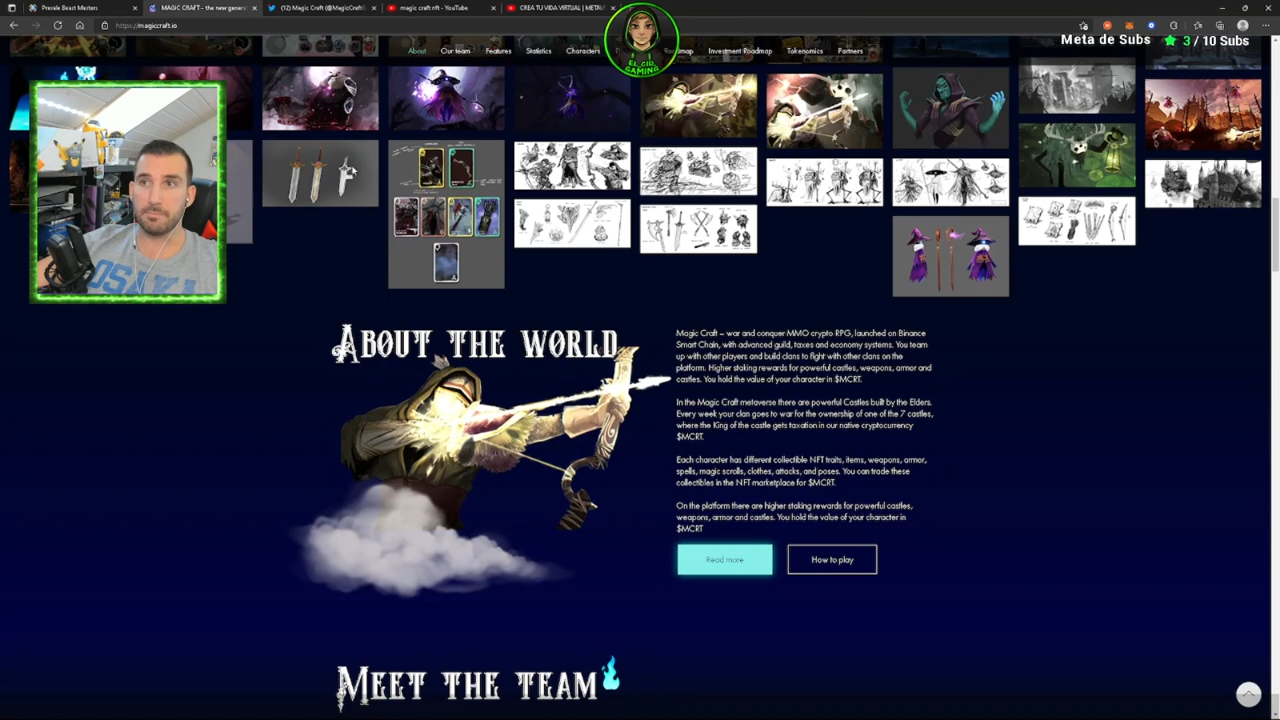 Presale Beast Masters
MAGIC CRAFT – the new generat
(12) Magic Craft (@MagicCraft
magic craft nft - YouTube
CREA TU VIDA VIRTUAL | META
https://magiccraft.io
About
Our team
Features
Statistics
Characters
Roadmap
Investment Roadmap
Tokenomics
Partners
EL CID
GAMING
Meta de Subs
3 / 10 Subs
OSAKA
ABOUT THE WORLD
Magic Craft – war and conquer MMO crypto RPG, launched on Binance
Smart Chain, with advanced guild, taxes and economy systems. You team
up with other players and build clans to fight with other clans on the
platform. Higher staking rewards for powerful castles, weapons, armor and
castles. You hold the value of your character in $MCRT.
In the Magic Craft metaverse there are powerful Castles built by the Elders.
Every week your clan goes to war for the ownership of one of the 7 castles,
where the King of the castle gets taxation in our native cryptocurrency
$MCRT.
Each character has different collectible NFT traits, items, weapons, armor,
spells, magic scrolls, clothes, attacks, and poses. You can trade these
collectibles in the NFT marketplace for $MCRT.
On the platform there are higher staking rewards for powerful castles,
weapons, armor and castles. You hold the value of your character in
$MCRT
Read more
How to play
MEET THE TEAM